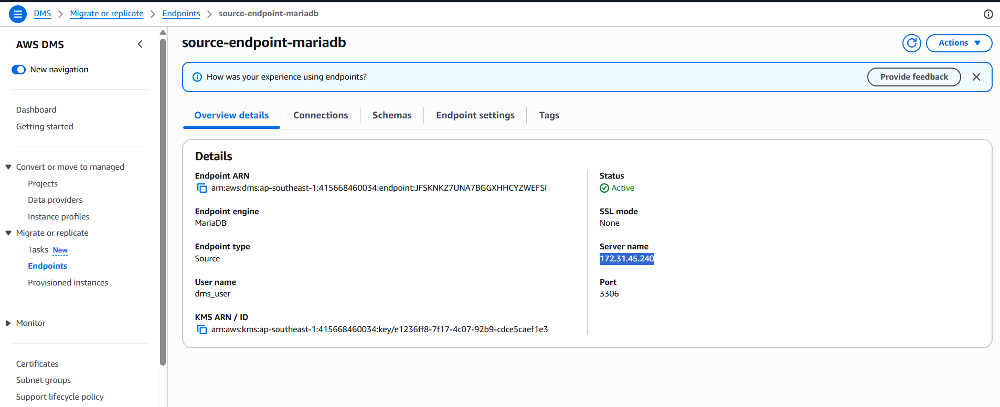 DMS > Migrate or replicate > Endpoints > source-endpoint-mariadb
AWS DMS
New navigation
Dashboard
Getting started
Convert or move to managed
Projects
Data providers
Instance profiles
Migrate or replicate
Tasks New
Endpoints
Provisioned instances
Monitor
Certificates
Subnet groups
Support lifecycle policy
source-endpoint-mariadb
Actions
How was your experience using endpoints?
Provide feedback
Overview details
Connections
Schemas
Endpoint settings
Tags
Details
Endpoint ARN
arn:aws:dms:ap-southeast-1:415668460034:endpoint:JFSKNKZ7UNA7BGGXHHCYZWEFSI
Endpoint engine
MariaDB
Endpoint type
Source
User name
dms_user
KMS ARN / ID
arn:aws:kms:ap-southeast-1:415668460034:key/e1236ff8-7f17-4c07-92b9-cdce5caef1e3
Status
Active
SSL mode
None
Server name
172.31.45.240
Port
3306